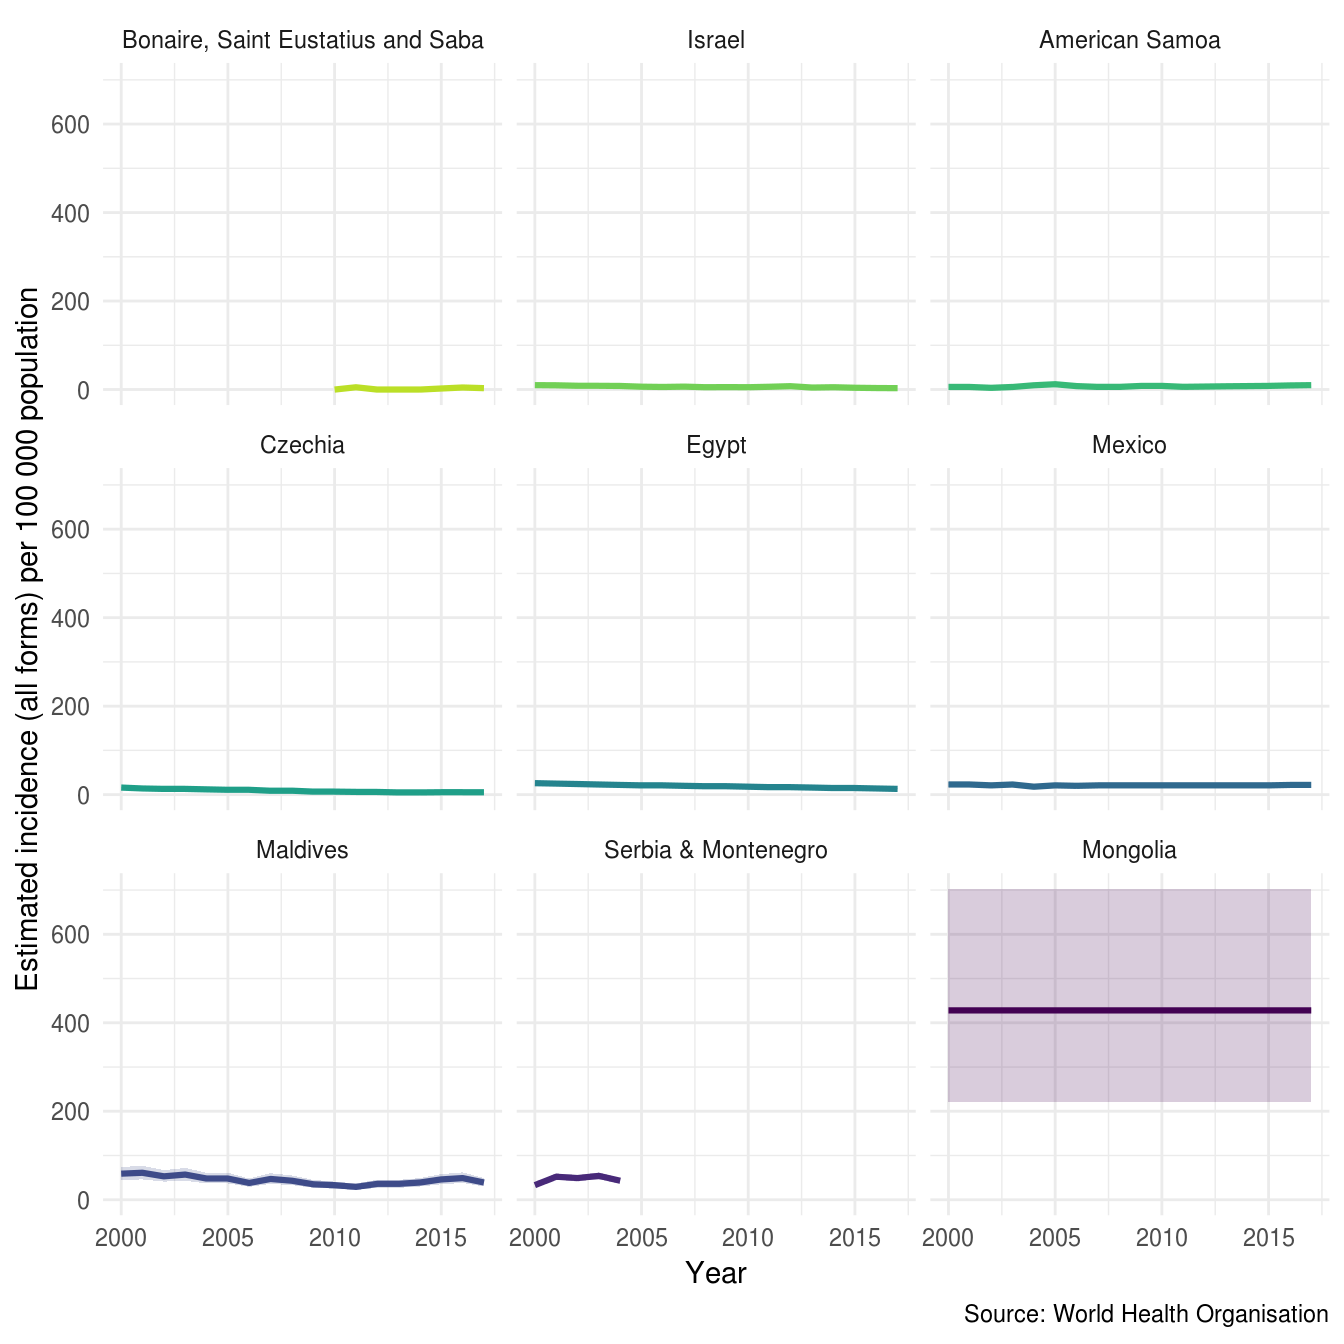 Bonaire, Saint Eustatius and Saba Israel American Samoa
600
400
200
0
Czechia Egypt Mexico
600
400
200
0
Maldives Serbia & Montenegro Mongolia
600
400
200
0
2000 2005 2010 2015 2000 2005 2010 2015 2000 2005 2010 2015
Year
Estimated incidence (all forms) per 100 000 population
Source: World Health Organisation